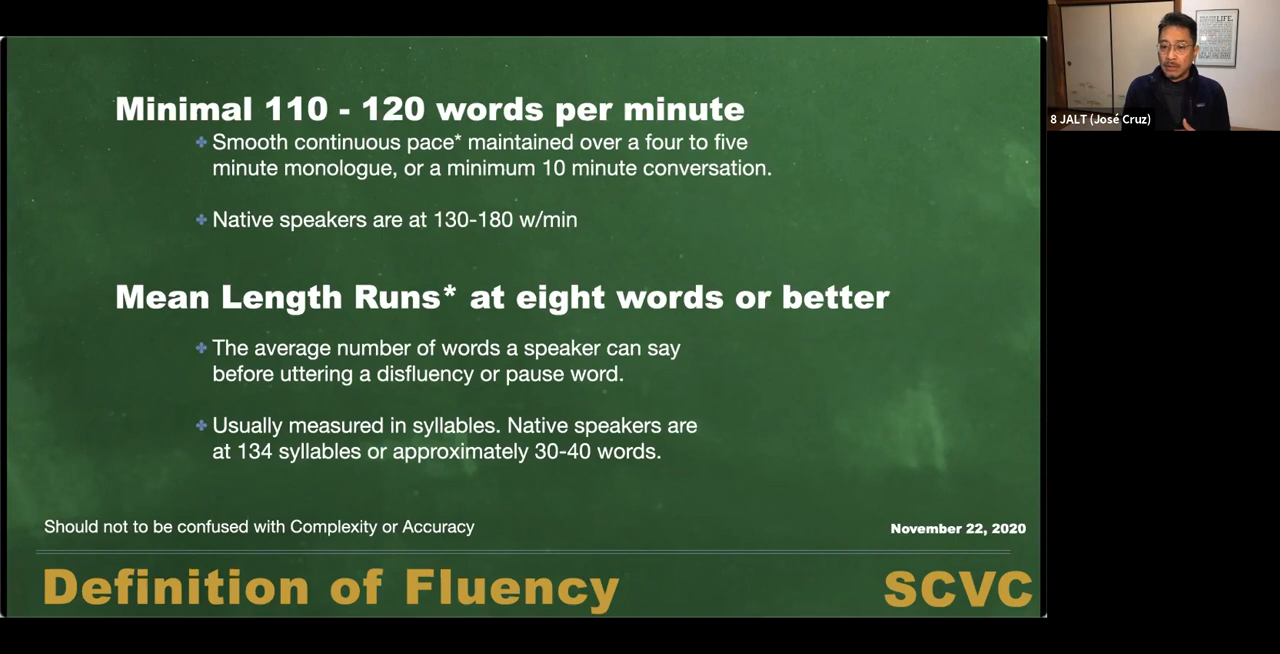 Minimal 110 - 120 words per minute
Smooth continuous pace* maintained over a four to five
minute monologue, or a minimum 10 minute conversation.
Native speakers are at 130-180 w/min
Mean Length Runs* at eight words or better
The average number of words a speaker can say
before uttering a disfluency or pause word.
Usually measured in syllables. Native speakers are
at 134 syllables or approximately 30-40 words.
Should not to be confused with Complexity or Accuracy
November 22, 2020
Definition of Fluency
SCVC
LIFE.
8 JALT (José Cruz)